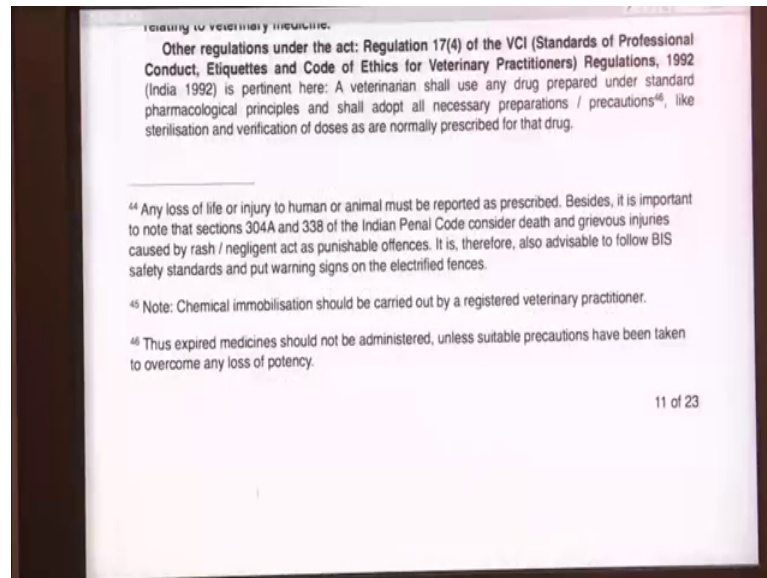 relating to veterinary medicine.
Other regulations under the act: Regulation 17(4) of the VCI (Standards of Professional
Conduct, Etiquettes and Code of Ethics for Veterinary Practitioners) Regulations, 1992
(India 1992) is pertinent here: A veterinarian shall use any drug prepared under standard
pharmacological principles and shall adopt all necessary preparations / precautions⁴⁶, like
sterilisation and verification of doses as are normally prescribed for that drug.
⁴⁴ Any loss of life or injury to human or animal must be reported as prescribed. Besides, it is important
to note that sections 304A and 338 of the Indian Penal Code consider death and grievous injuries
caused by rash / negligent act as punishable offences. It is, therefore, also advisable to follow BIS
safety standards and put warning signs on the electrified fences.
⁴⁵ Note: Chemical immobilisation should be carried out by a registered veterinary practitioner.
⁴⁶ Thus expired medicines should not be administered, unless suitable precautions have been taken
to overcome any loss of potency.
11 of 23